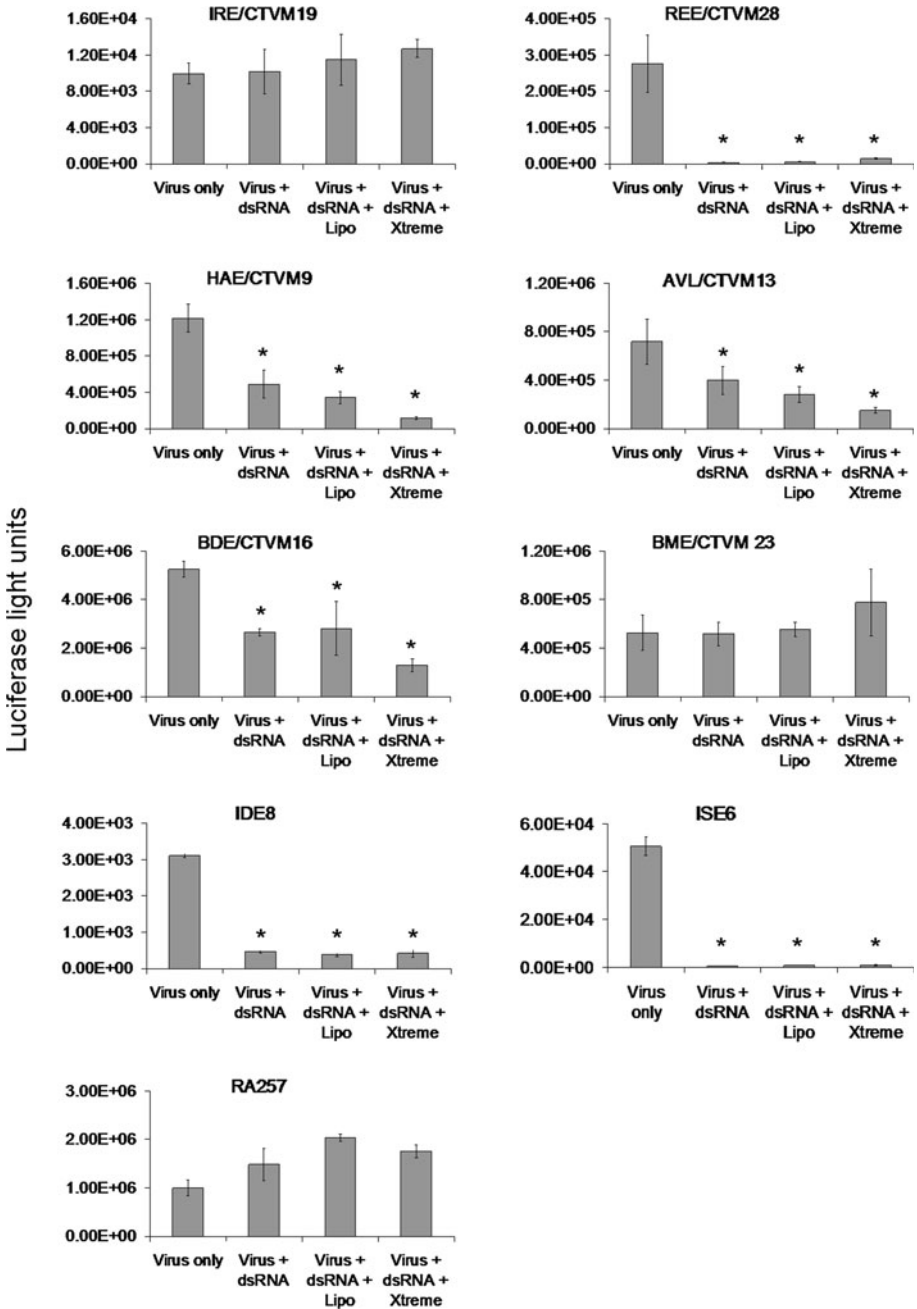 Luciferase light units
IRE/CTVM19
1.60E+04
1.20E+04
8.00E+03
4.00E+03
0.00E+00
Virus only
Virus +
dsRNA
Virus +
dsRNA +
Lipo
Virus +
dsRNA +
Xtreme
REE/CTVM28
4.00E+05
3.00E+05
2.00E+05
1.00E+05
0.00E+00
* * *
Virus only
Virus +
dsRNA
Virus +
dsRNA +
Lipo
Virus +
dsRNA +
Xtreme
HAE/CTVM9
1.60E+06
1.20E+06
8.00E+05
4.00E+05
0.00E+00
* * *
Virus only
Virus +
dsRNA
Virus +
dsRNA +
Lipo
Virus +
dsRNA +
Xtreme
AVL/CTVM13
1.20E+06
8.00E+05
4.00E+05
0.00E+00
* * *
Virus only
Virus +
dsRNA
Virus +
dsRNA +
Lipo
Virus +
dsRNA +
Xtreme
BDE/CTVM16
6.00E+06
4.00E+06
2.00E+06
0.00E+00
* * *
Virus only
Virus +
dsRNA
Virus +
dsRNA +
Lipo
Virus +
dsRNA +
Xtreme
BME/CTVM 23
1.20E+06
8.00E+05
4.00E+05
0.00E+00
Virus only
Virus +
dsRNA
Virus +
dsRNA +
Lipo
Virus +
dsRNA +
Xtreme
IDE8
4.00E+03
3.00E+03
2.00E+03
1.00E+03
0.00E+00
* * *
Virus only
Virus +
dsRNA
Virus +
dsRNA +
Lipo
Virus +
dsRNA +
Xtreme
ISE6
6.00E+04
4.00E+04
2.00E+04
0.00E+00
* * *
Virus
only
Virus +
dsRNA
Virus +
dsRNA +
Lipo
Virus +
dsRNA +
Xtreme
RA257
3.00E+06
2.00E+06
1.00E+06
0.00E+00
Virus only
Virus +
dsRNA
Virus +
dsRNA +
Lipo
Virus +
dsRNA +
Xtreme